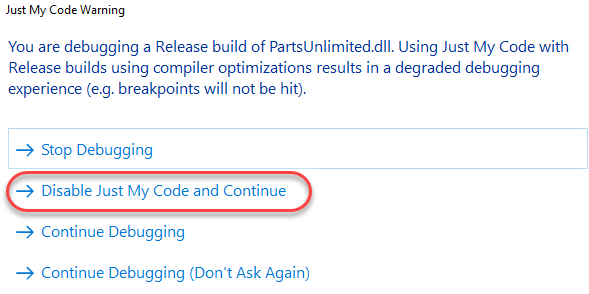 Just My Code Warning
You are debugging a Release build of PartsUnlimited.dll. Using Just My Code with
Release builds using compiler optimizations results in a degraded debugging
experience (e.g. breakpoints will not be hit).
→ Stop Debugging
→ Disable Just My Code and Continue
→ Continue Debugging
→ Continue Debugging (Don't Ask Again)